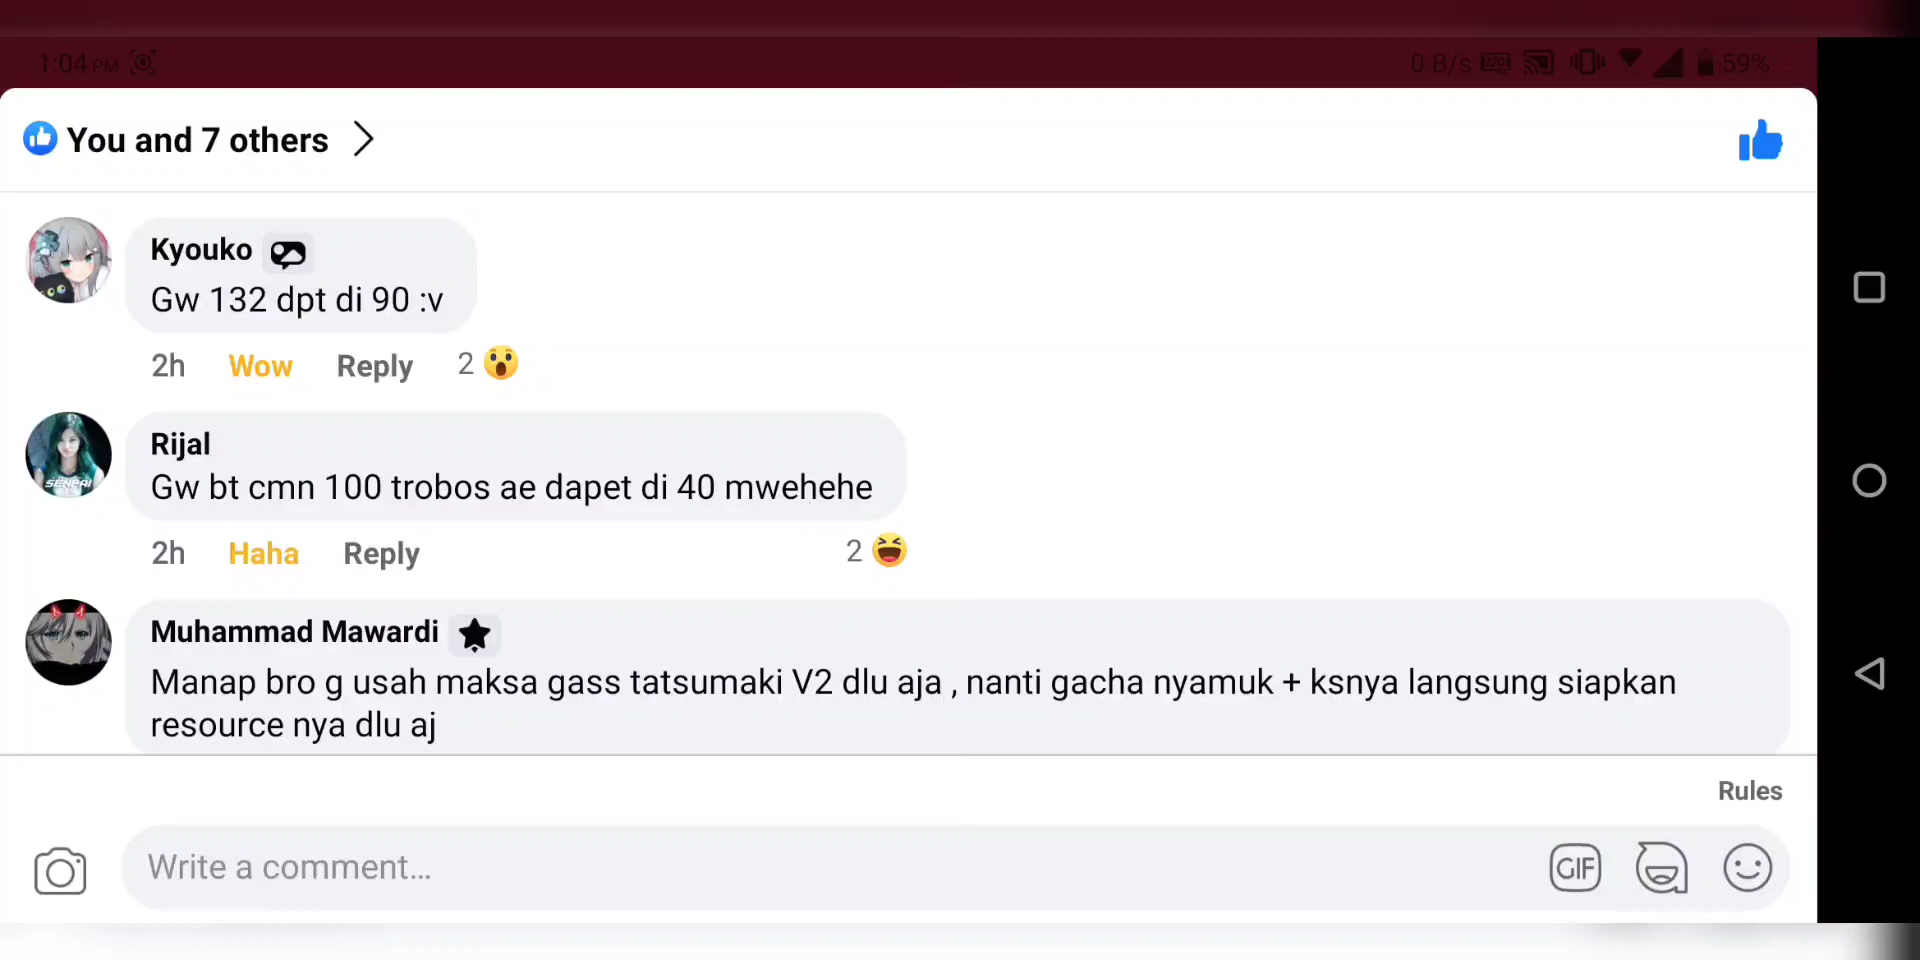 1:04 PM
0 B/s 59%
You and 7 others
Kyouko
Gw 132 dpt di 90 :v
2h Wow Reply 2
SENPAI
Rijal
Gw bt cmn 100 trobos ae dapet di 40 mwehehe
2h Haha Reply 2
Muhammad Mawardi
Manap bro g usah maksa gass tatsumaki V2 dlu aja , nanti gacha nyamuk + ksnya langsung siapkan
resource nya dlu aj
Rules
Write a comment...
GIF